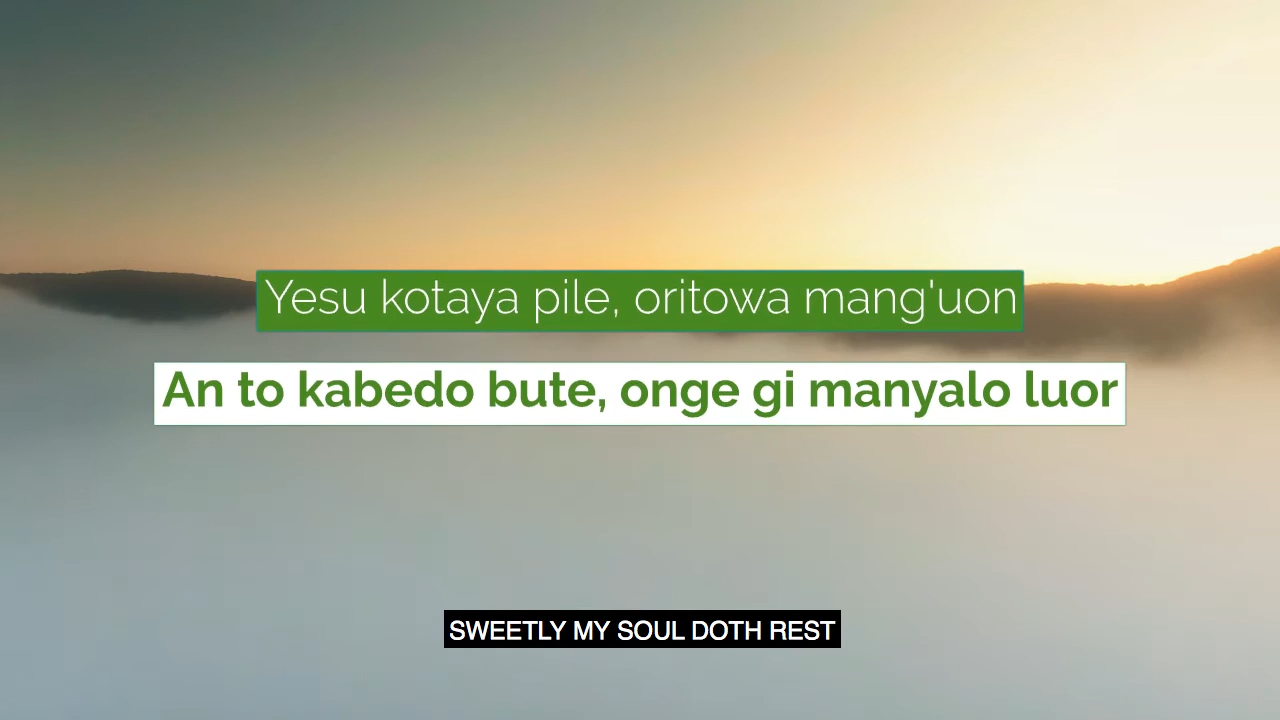 Yesu kotaya pile, oritowa mang'uon
An to kabedo bute, onge gi manyalo luor
SWEETLY MY SOUL DOTH REST